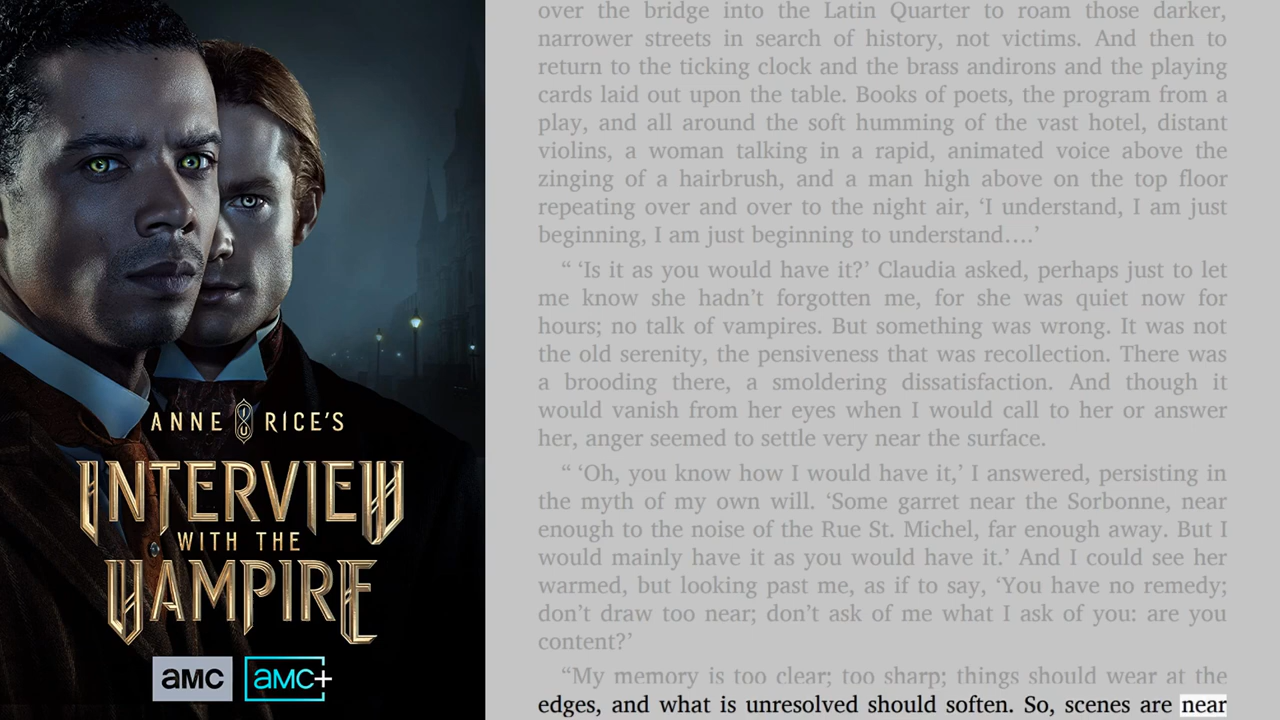 ANNE RICE'S
INTERVIEW
WITH THE
VAMPIRE
aMC
aMC+
over the bridge into the Latin Quarter to roam those darker,
narrower streets in search of history, not victims. And then to
return to the ticking clock and the brass andirons and the playing
cards laid out upon the table. Books of poets, the program from a
play, and all around the soft humming of the vast hotel, distant
violins, a woman talking in a rapid, animated voice above the
zinging of a hairbrush, and a man high above on the top floor
repeating over and over to the night air, ‘I understand, I am just
beginning, I am just beginning to understand….’
“ ‘Is it as you would have it?’ Claudia asked, perhaps just to let
me know she hadn’t forgotten me, for she was quiet now for
hours; no talk of vampires. But something was wrong. It was not
the old serenity, the pensiveness that was recollection. There was
a brooding there, a smoldering dissatisfaction. And though it
would vanish from her eyes when I would call to her or answer
her, anger seemed to settle very near the surface.
“ ‘Oh, you know how I would have it,’ I answered, persisting in
the myth of my own will. ‘Some garret near the Sorbonne, near
enough to the noise of the Rue St. Michel, far enough away. But I
would mainly have it as you would have it.’ And I could see her
warmed, but looking past me, as if to say, ‘You have no remedy;
don’t draw too near; don’t ask of me what I ask of you: are you
content?’
“My memory is too clear; too sharp; things should wear at the
edges, and what is unresolved should soften. So, scenes are near